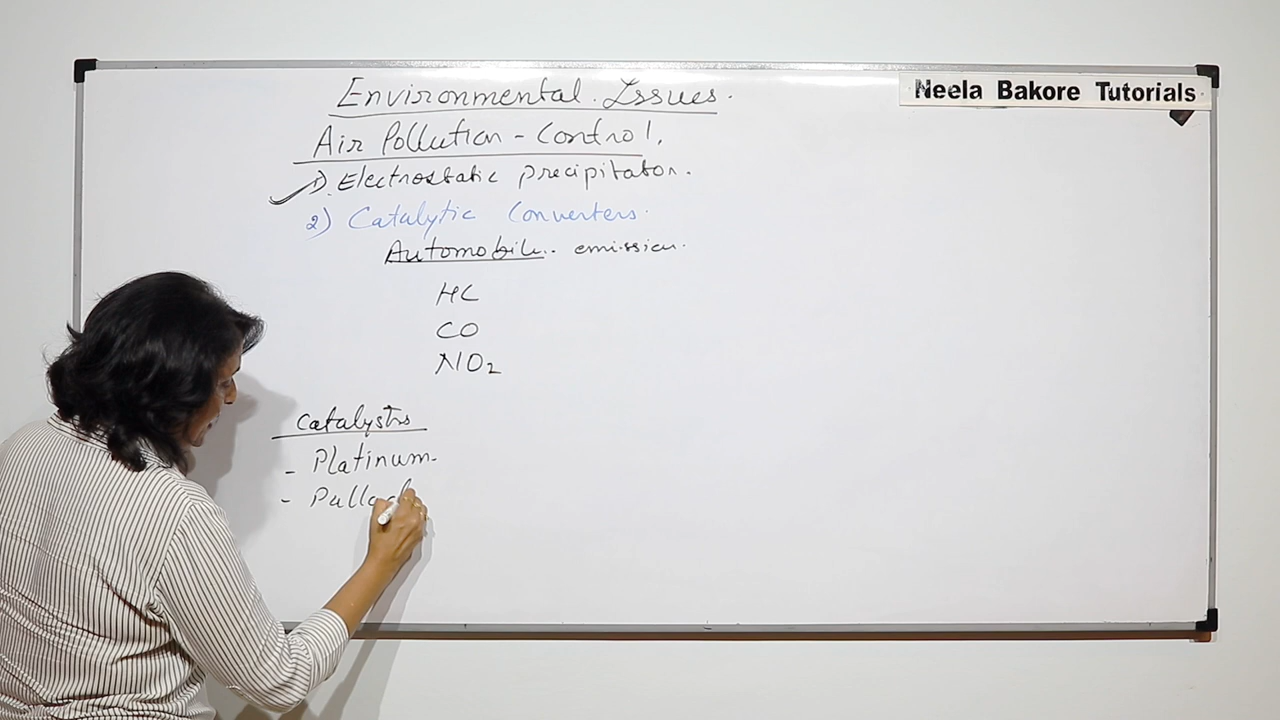 Neela Bakore Tutorials
Environmental Issues.
Air Pollution - Control.
1) Electrostatic precipitator.
2) Catalytic Converters.
Automobile.. emission.
HC
CO
NO₂
Catalysts
- Platinum.
- Pallad